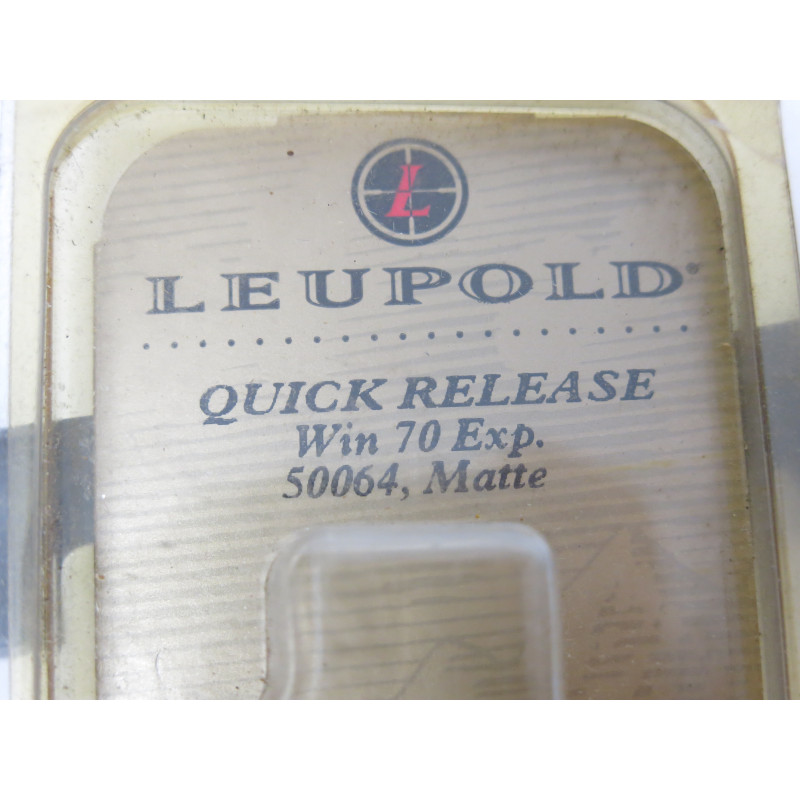 L
LEUPOLD®
QUICK RELEASE
Win 70 Exp.
50064, Matte